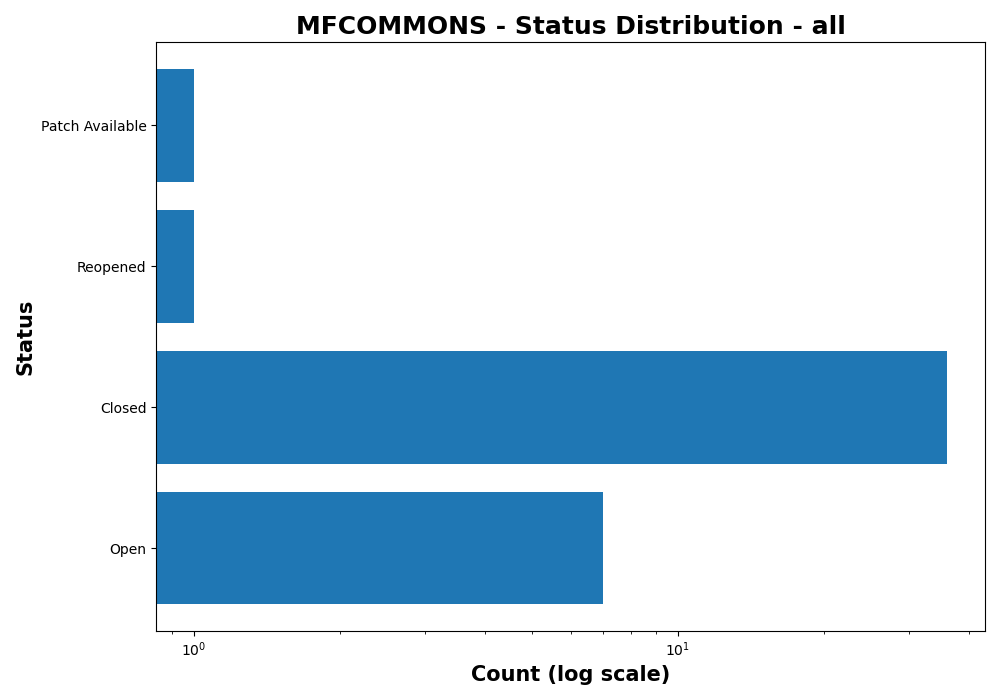 MFCOMMONS - Status Distribution - all
Patch Available
Reopened
Closed
Open
Status
10⁰
10¹
Count (log scale)